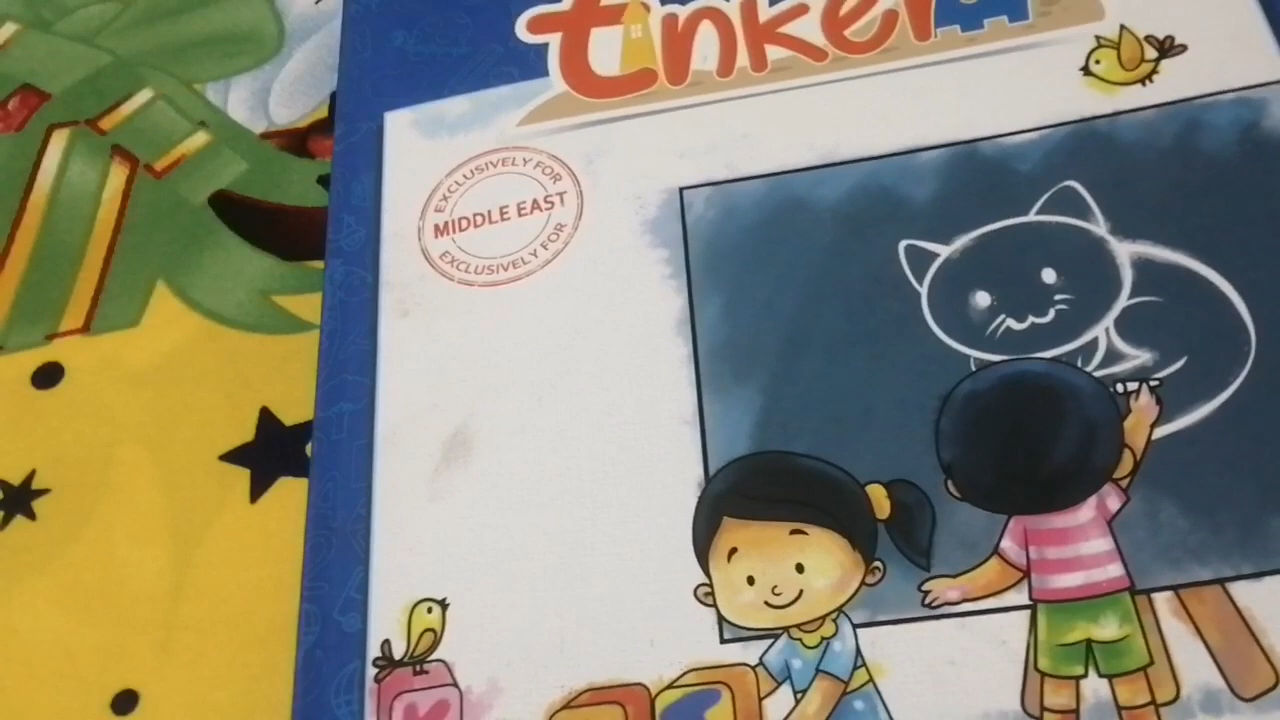 tinker
EXCLUSIVELY FOR
MIDDLE EAST
EXCLUSIVELY FOR
K
S